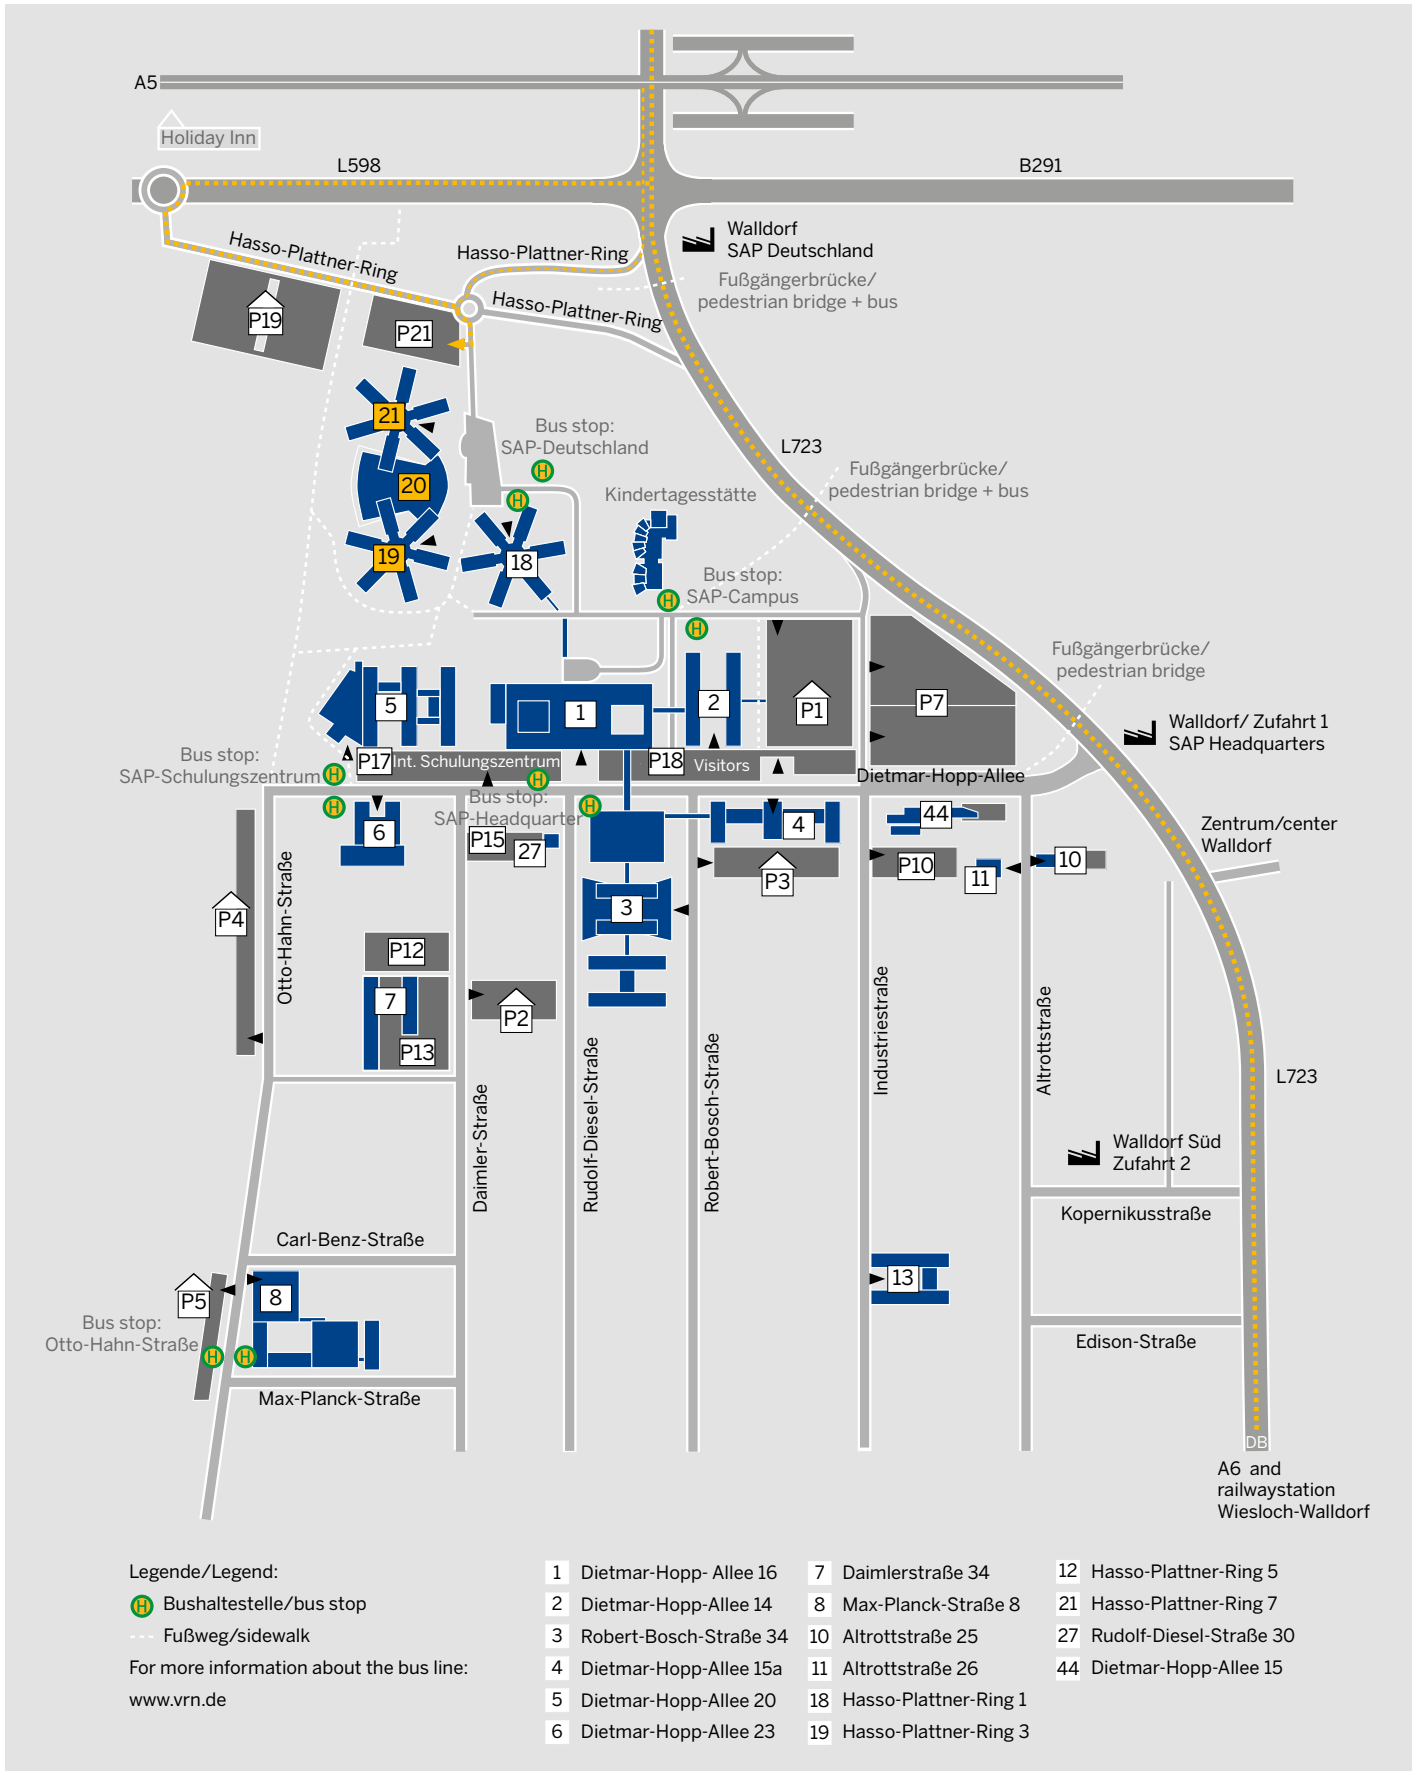 A5
Holiday Inn
L598
B291
Walldorf
SAP Deutschland
Hasso-Plattner-Ring
Hasso-Plattner-Ring
Hasso-Plattner-Ring
Fußgängerbrücke/
pedestrian bridge + bus
P19
P21
21
Bus stop:
SAP-Deutschland
H
H
L723
Fußgängerbrücke/
pedestrian bridge + bus
20
Kindertagesstätte
19
18
Bus stop:
SAP-Campus
H
H
Fußgängerbrücke/
pedestrian bridge
5
1
2
P1
P7
Walldorf/ Zufahrt 1
SAP Headquarters
Bus stop:
SAP-Schulungszentrum
H
P17
Int. Schulungszentrum
H
P18
Visitors
Dietmar-Hopp-Allee
H
Bus stop:
SAP-Headquarter
H
6
P15
27
4
44
Zentrum/center
Walldorf
P3
P10
11
10
P4
Otto-Hahn-Straße
3
P12
7
P13
P2
Daimler-Straße
Rudolf-Diesel-Straße
Robert-Bosch-Straße
Industriestraße
Altrottstraße
L723
Walldorf Süd
Zufahrt 2
Kopernikusstraße
Carl-Benz-Straße
P5
8
13
Bus stop:
Otto-Hahn-Straße
H
H
Edison-Straße
Max-Planck-Straße
DB
A6 and
railwaystation
Wiesloch-Walldorf
Legende/Legend:
H Bushaltestelle/bus stop
Fußweg/sidewalk
For more information about the bus line:
www.vrn.de
1 Dietmar-Hopp- Allee 16
2 Dietmar-Hopp-Allee 14
3 Robert-Bosch-Straße 34
4 Dietmar-Hopp-Allee 15a
5 Dietmar-Hopp-Allee 20
6 Dietmar-Hopp-Allee 23
7 Daimlerstraße 34
8 Max-Planck-Straße 8
10 Altrottstraße 25
11 Altrottstraße 26
18 Hasso-Plattner-Ring 1
19 Hasso-Plattner-Ring 3
12 Hasso-Plattner-Ring 5
21 Hasso-Plattner-Ring 7
27 Rudolf-Diesel-Straße 30
44 Dietmar-Hopp-Allee 15